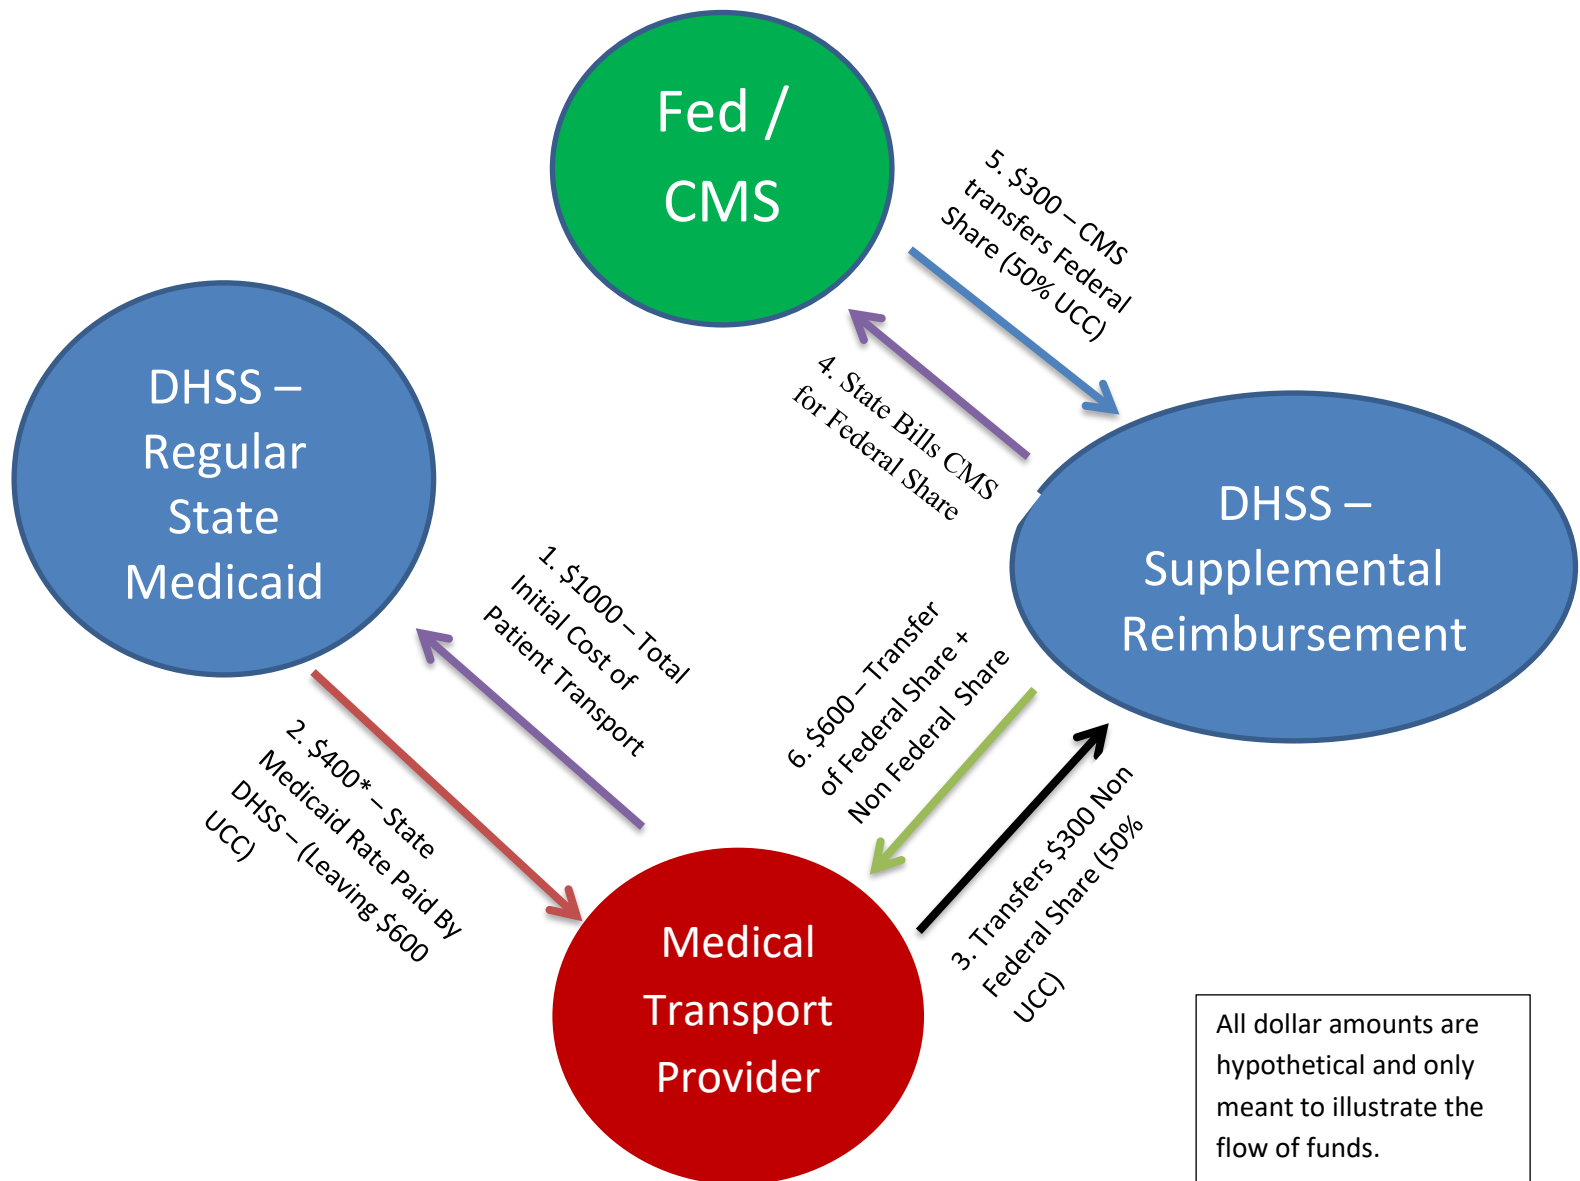 Fed /
CMS
5. $300 – CMS
transfers Federal
Share (50% UCC)
4. State Bills CMS
for Federal Share
DHSS –
Regular
State
Medicaid
DHSS –
Supplemental
Reimbursement
1. $1000 – Total
Initial Cost of
Patient Transport
2. $400* – State
Medicaid Rate Paid By
DHSS – (Leaving $600
UCC)
6. $600 – Transfer
of Federal Share +
Non Federal Share
3. Transfers $300 Non
Federal Share (50%
UCC)
Medical
Transport
Provider
All dollar amounts are
hypothetical and only
meant to illustrate the
flow of funds.